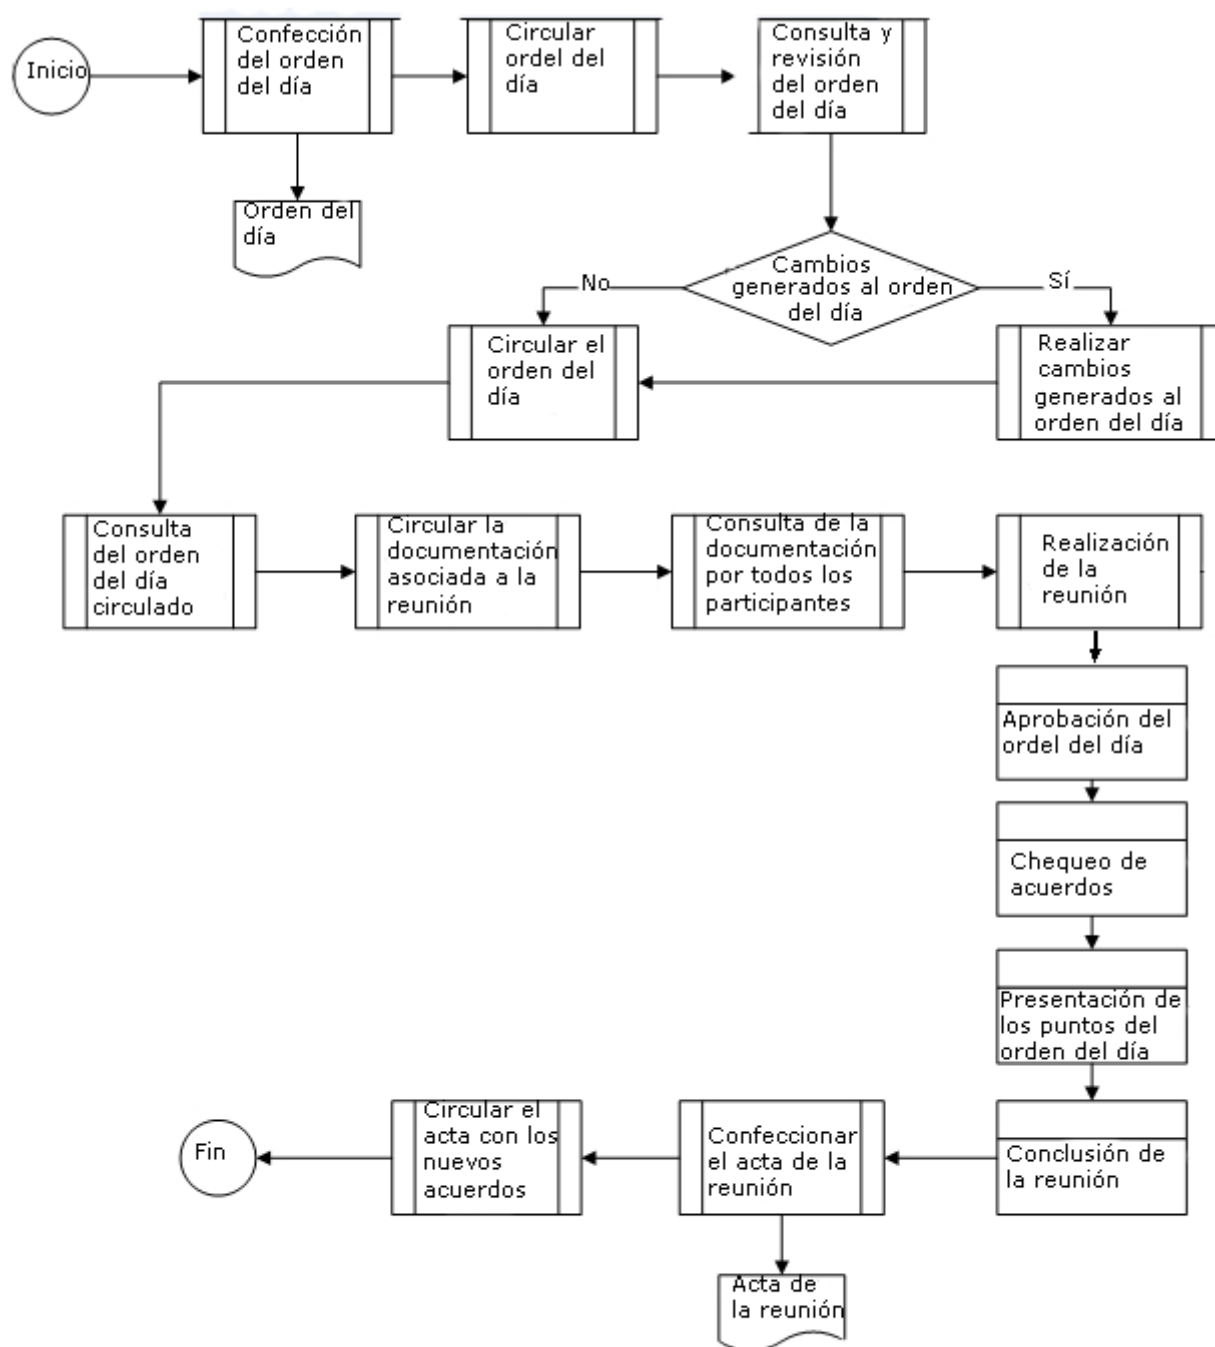 Inicio
Confección
del orden
del día
Circular
ordel del
día
Consulta y
revisión
del orden
del día
Orden del
día
Cambios
generados al orden
del día
No
Sí
Circular el
orden del
día
Realizar
cambios
generados al
orden del día
Consulta
del orden
del día
circulado
Circular la
documentación
asociada a la
reunión
Consulta de la
documentación
por todos los
participantes
Realización
de la
reunión
Aprobación del
ordel del día
Chequeo de
acuerdos
Presentación de
los puntos del
orden del día
Fin
Circular el
acta con los
nuevos
acuerdos
Confeccionar
el acta de la
reunión
Conclusión de
la reunión
Acta de
la reunión